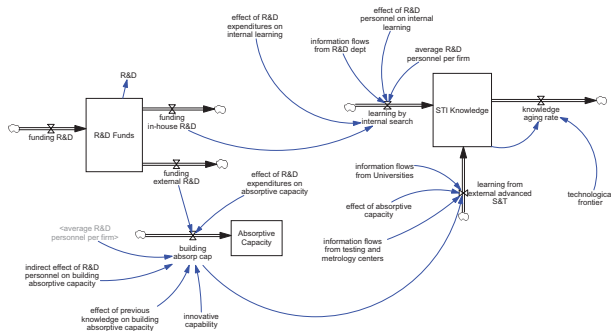 effect of R&D
expenditures on
internal learning
effect of R&D
personnel on internal
learning
information flows
from R&D dept
average R&D
personnel per firm
R&D
funding R&D
R&D Funds
funding
in-house R&D
funding
external R&D
learning by
internal search
STI Knowledge
knowledge
aging rate
technological
frontier
information flows
from Universities
learning from
external advanced
S&T
effect of absorptive
capacity
information flows
from testing and
metrology centers
effect of R&D
expenditures on
absorptive capacity
<average R&D
personnel per firm>
building
absorp cap
Absorptive
Capacity
indirect effect of R&D
personnel on building
absorptive capacity
effect of previous
knowledge on building
absorptive capacity
innovative
capability